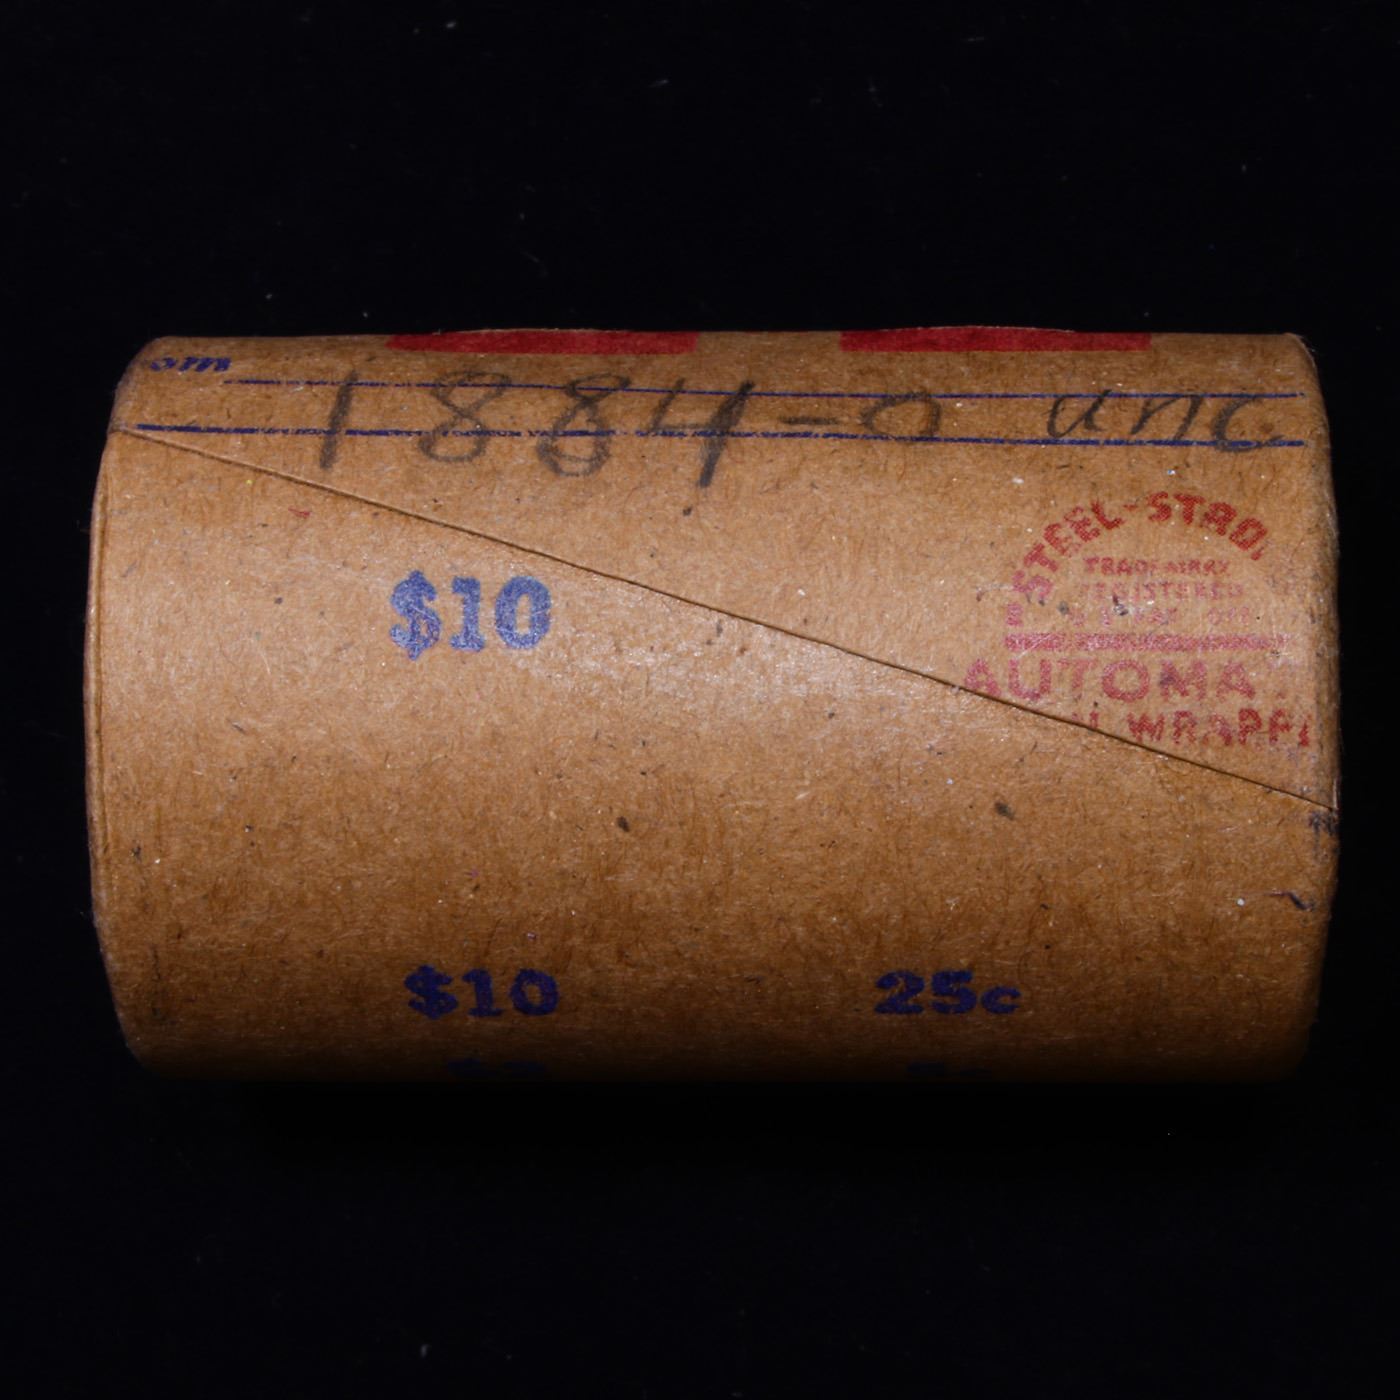 1884-O unc
STEEL-STRO
TRADEMARK
REGISTERED
AUTOMA
WRAPP
$10
$10 25c